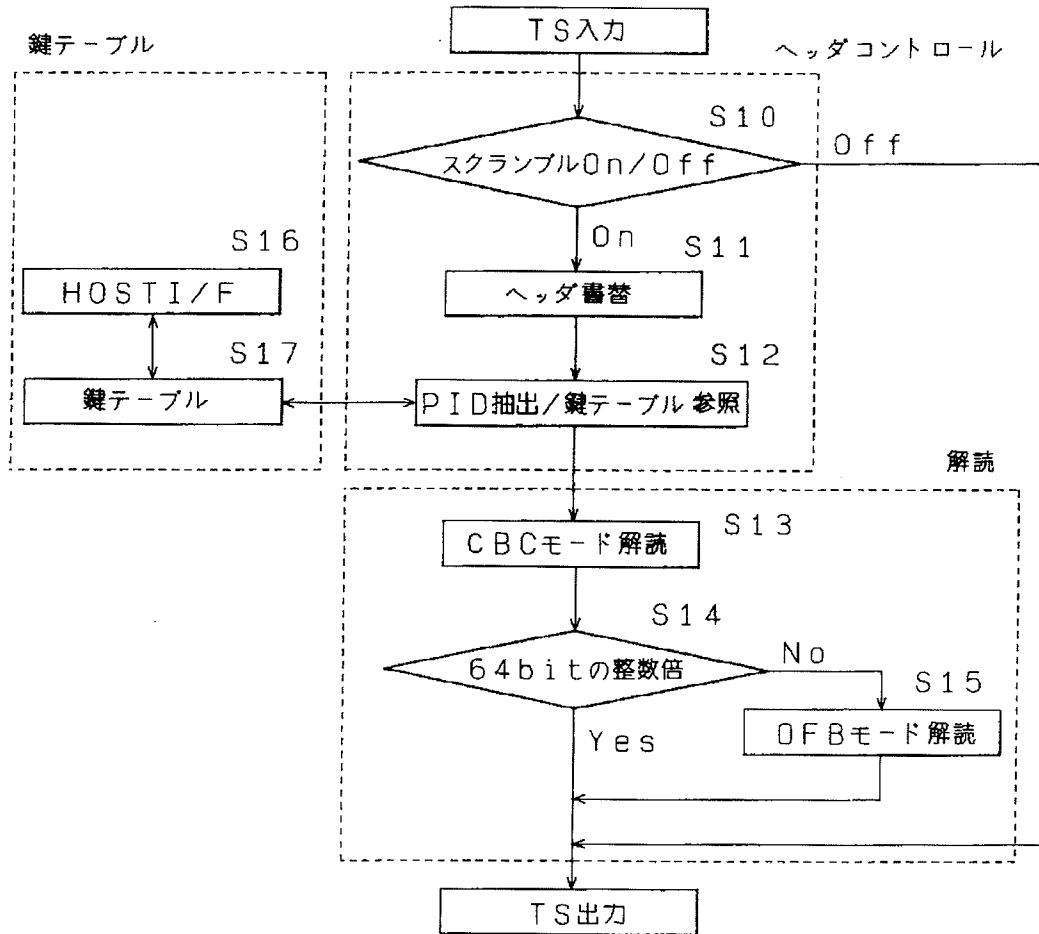 TS入力
鍵テーブル
ヘッダコントロール
S10
スクランブルOn/Off
Off
On
S11
S16
HOSTI/F
ヘッダ書替
S17
S12
鍵テーブル
PID抽出/鍵テーブル参照
解読
S13
CBCモード解読
S14
64bitの整数倍
No
S15
OFBモード解読
Yes
TS出力